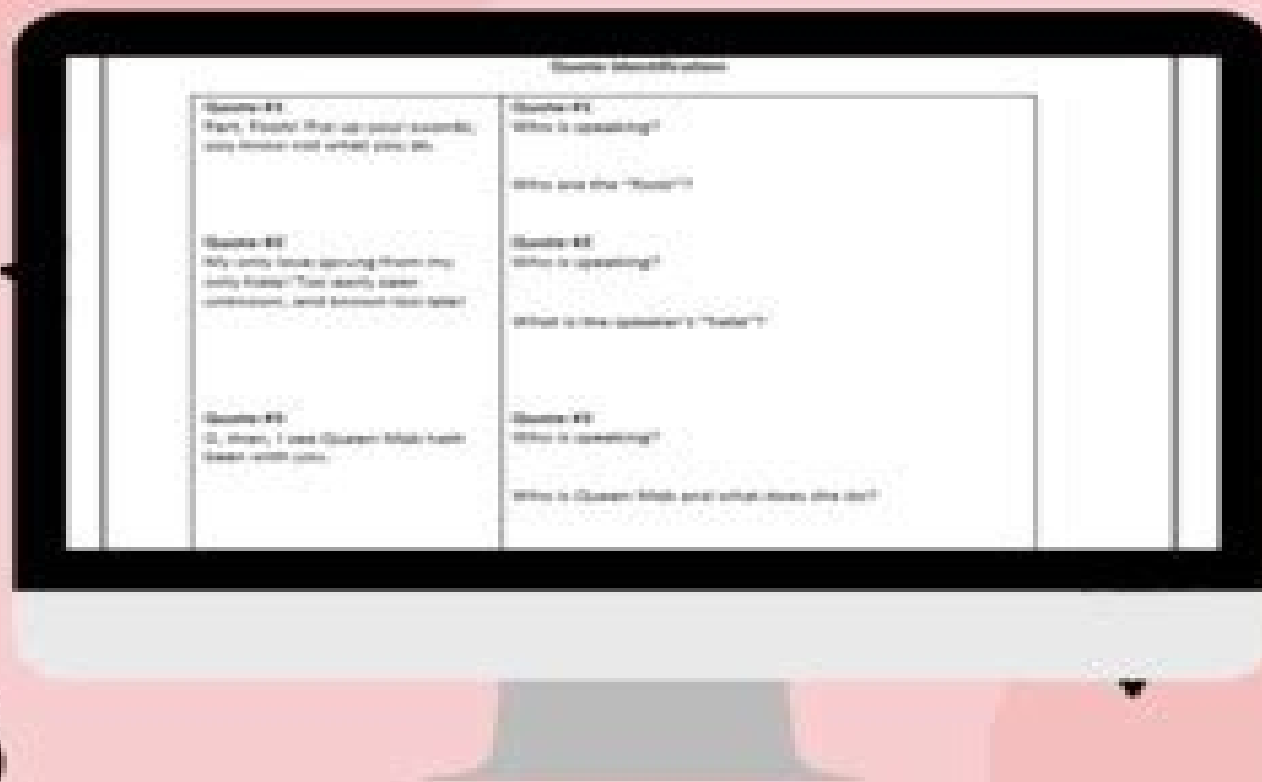 Quote Identification
Quote #1
Part, Fools! Put up your swords,
you know not what you do.
Quote #1
Who is speaking?
Who are the "fools"?
Quote #2
My only love sprung from my
only hate! Too early seen
unknown, and known too late!
Quote #2
Who is speaking?
What is the speaker's "hate"?
Quote #3
O, then, I see Queen Mab hath
been with you.
Quote #3
Who is speaking?
Who is Queen Mab and what does she do?